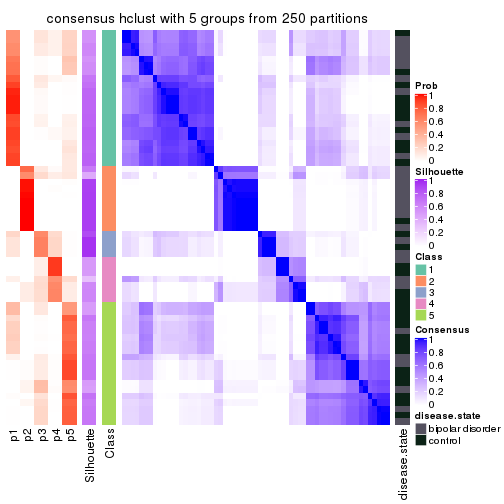 consensus hclust with 5 groups from 250 partitions
Prob
1
0.8
0.6
0.4
0.2
0
Silhouette
1
0.8
0.6
0.4
0.2
0
Class
1
2
3
4
5
Consensus
1
0.8
0.6
0.4
0.2
0
disease.state
bipolar disorder
control
p1
p2
p3
p4
p5
Silhouette
Class
disease.state